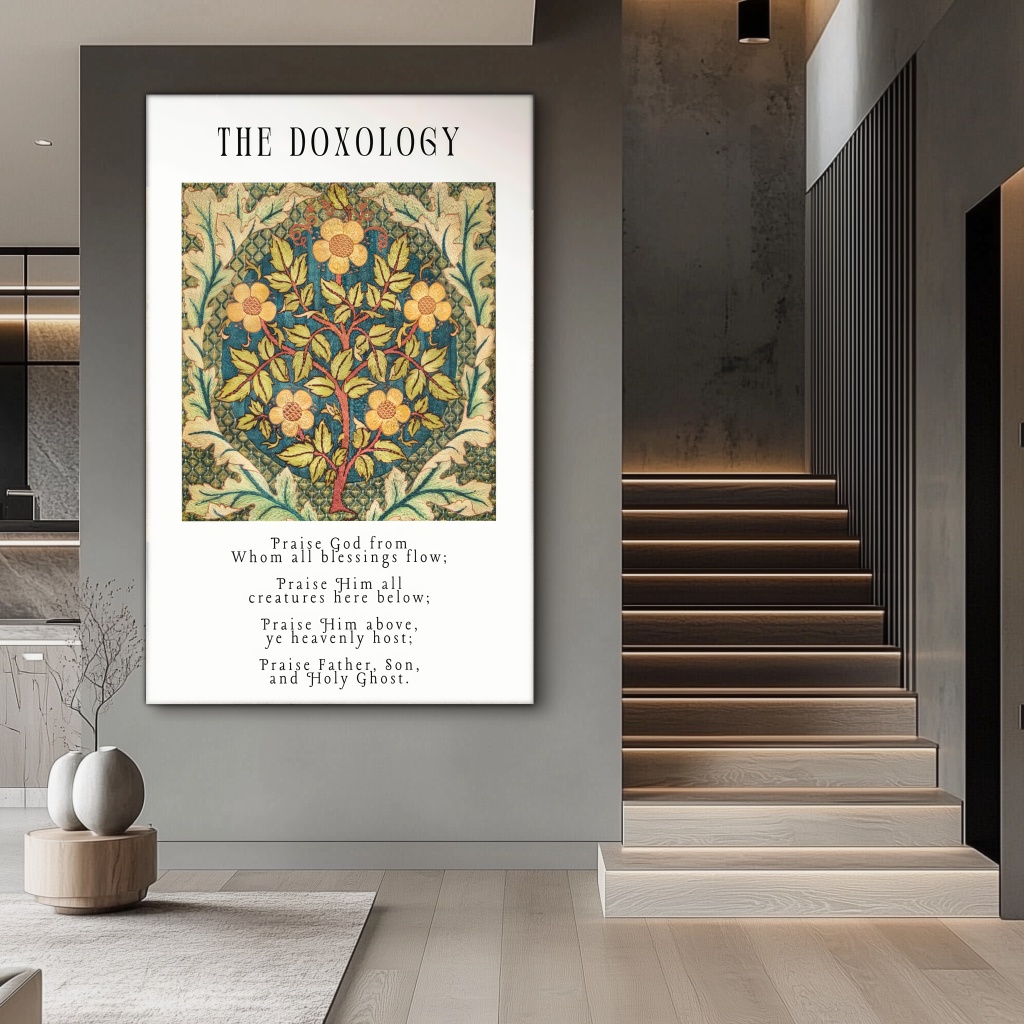 THE DOXOLOGY
Praise God from
Whom all blessings flow;
Praise Him all
creatures here below;
Praise Him above,
ye heavenly host;
Praise Father, Son,
and Holy Ghost.